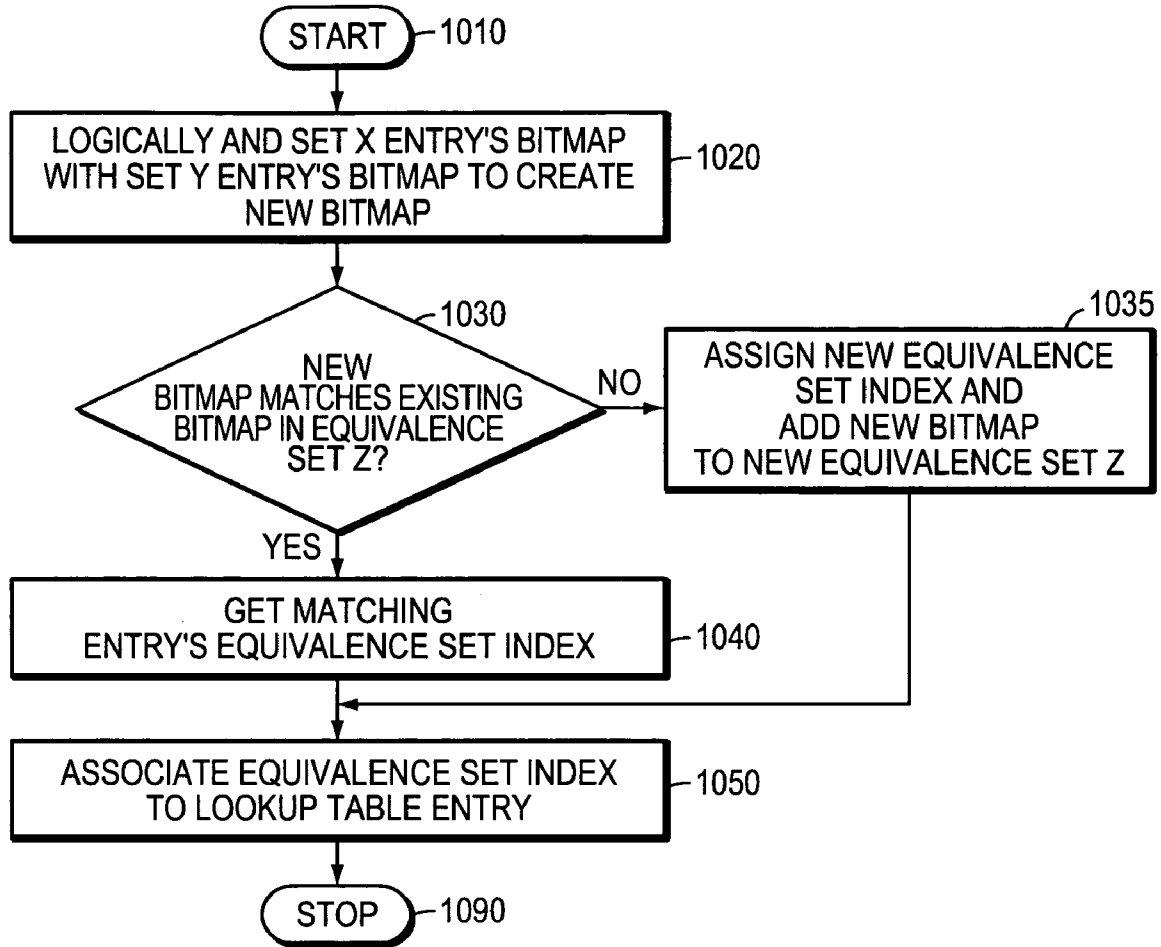 START
1010
LOGICALLY AND SET X ENTRY'S BITMAP
WITH SET Y ENTRY'S BITMAP TO CREATE
NEW BITMAP
1020
1030
NEW
BITMAP MATCHES EXISTING
BITMAP IN EQUIVALENCE
SET Z?
NO
1035
ASSIGN NEW EQUIVALENCE
SET INDEX AND
ADD NEW BITMAP
TO NEW EQUIVALENCE SET Z
YES
GET MATCHING
ENTRY'S EQUIVALENCE SET INDEX
1040
ASSOCIATE EQUIVALENCE SET INDEX
TO LOOKUP TABLE ENTRY
1050
STOP
1090